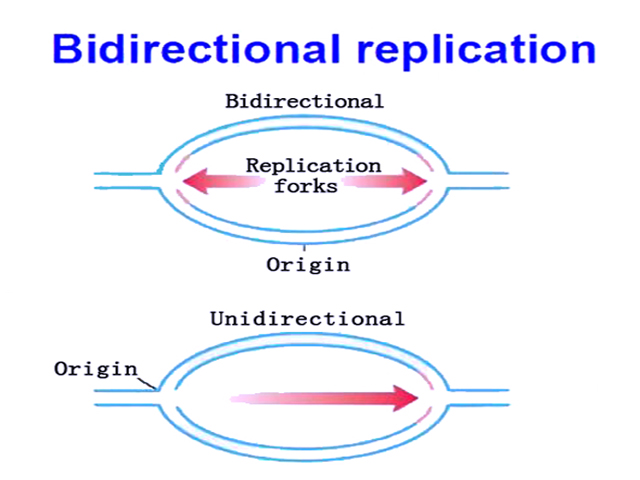 Bidirectional replication
Bidirectional
Replication
forks
Origin
Unidirectional
Origin